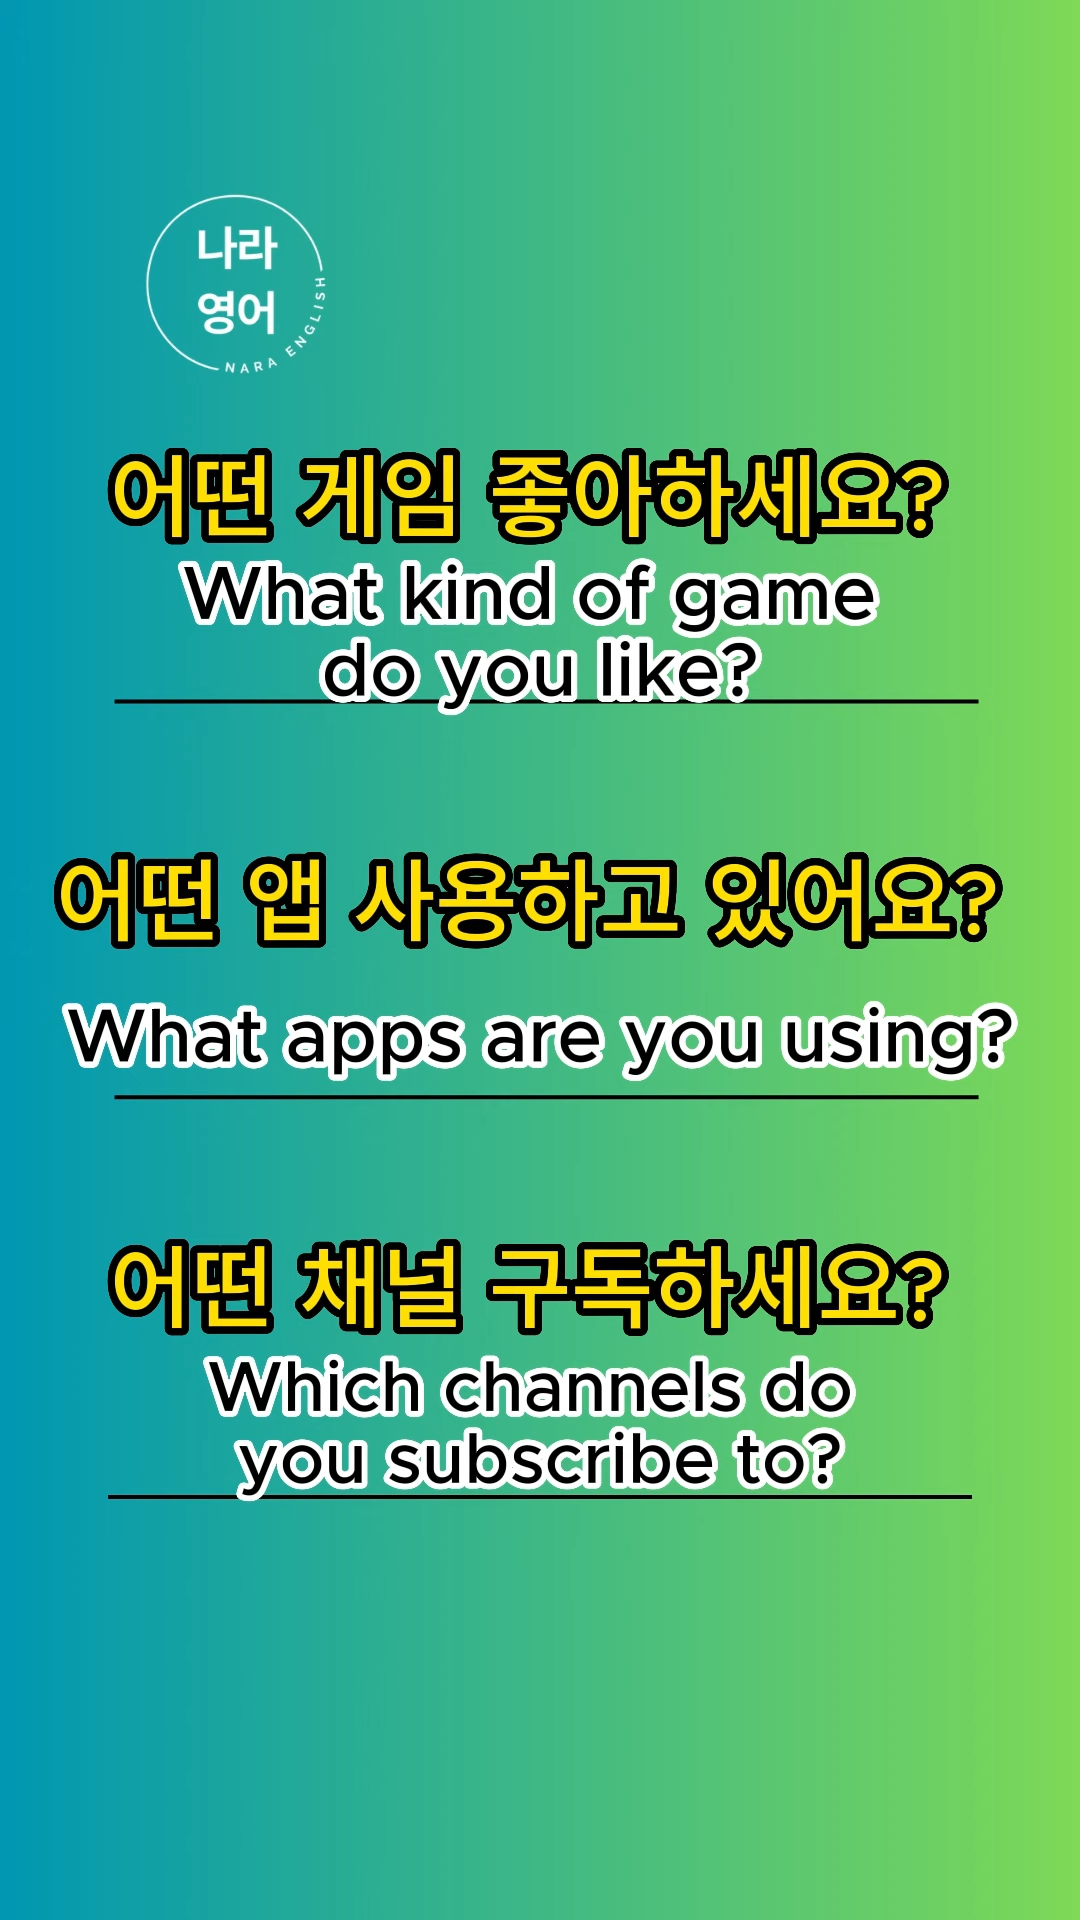 나라
영어
NARA ENGLISH
어떤 게임 좋아하세요?
What kind of game
do you like?
어떤 앱 사용하고 있어요?
What apps are you using?
어떤 채널 구독하세요?
Which channels do
you subscribe to?